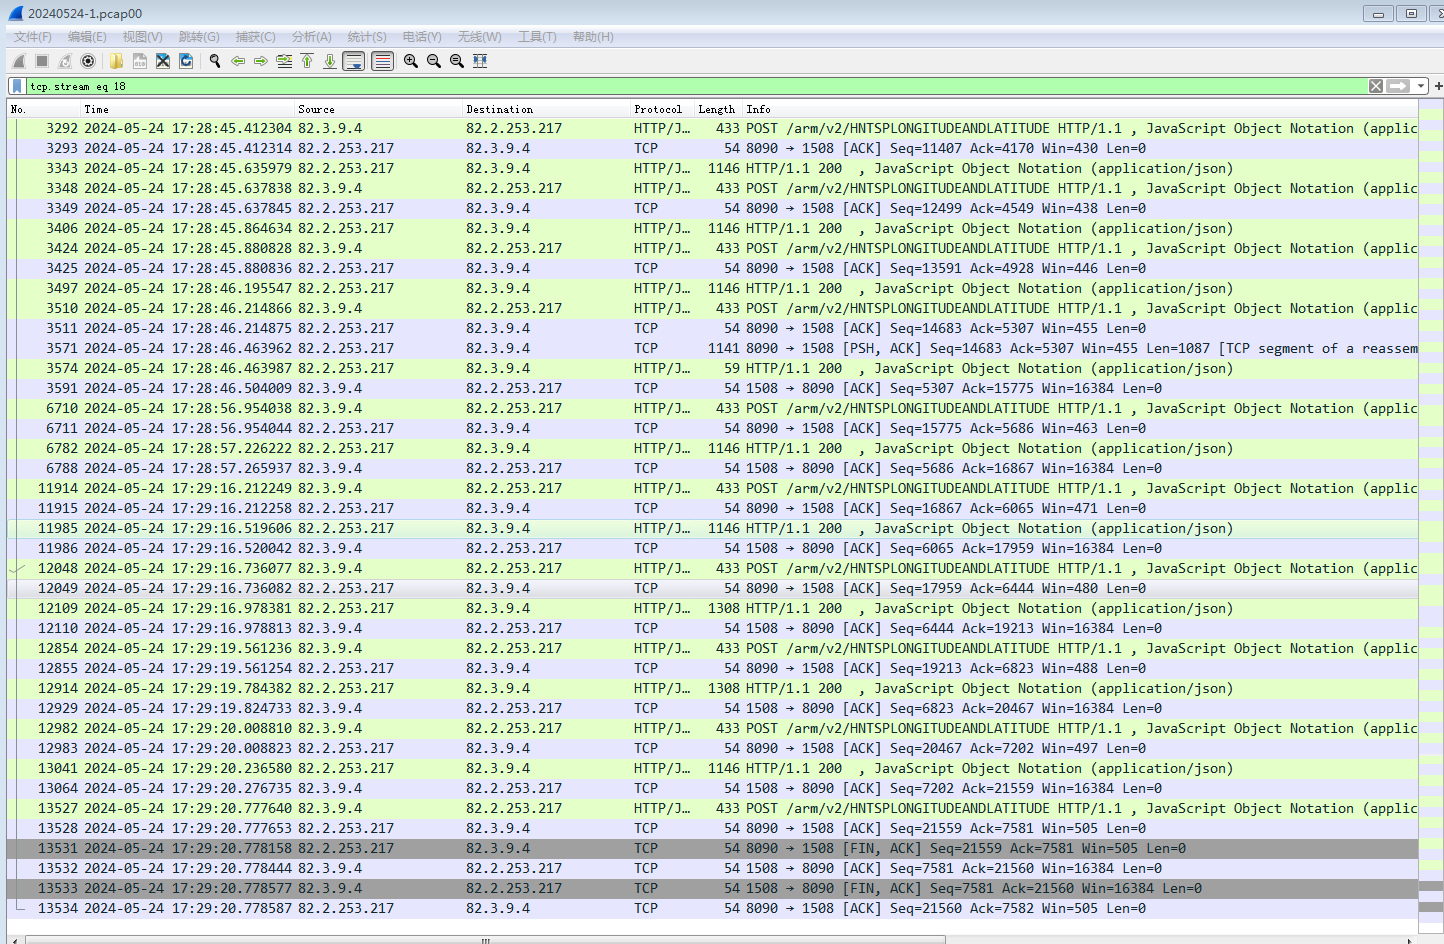 20240524-1.pcap00
文件(F) 编辑(E) 视图(V) 跳转(G) 捕获(C) 分析(A) 统计(S) 电话(Y) 无线(W) 工具(T) 帮助(H)
tcp.stream eq 18
No. Time Source Destination Protocol Length Info
3292 2024-05-24 17:28:45.412304 82.3.9.4 82.2.253.217 HTTP/J… 433 POST /arm/v2/HNTSPLONGITUDEANDLATITUDE HTTP/1.1 , JavaScript Object Notation (applic
3293 2024-05-24 17:28:45.412314 82.2.253.217 82.3.9.4 TCP 54 8090 → 1508 [ACK] Seq=11407 Ack=4170 Win=430 Len=0
3343 2024-05-24 17:28:45.635979 82.2.253.217 82.3.9.4 HTTP/J… 1146 HTTP/1.1 200 , JavaScript Object Notation (application/json)
3348 2024-05-24 17:28:45.637838 82.3.9.4 82.2.253.217 HTTP/J… 433 POST /arm/v2/HNTSPLONGITUDEANDLATITUDE HTTP/1.1 , JavaScript Object Notation (applic
3349 2024-05-24 17:28:45.637845 82.2.253.217 82.3.9.4 TCP 54 8090 → 1508 [ACK] Seq=12499 Ack=4549 Win=438 Len=0
3406 2024-05-24 17:28:45.864634 82.2.253.217 82.3.9.4 HTTP/J… 1146 HTTP/1.1 200 , JavaScript Object Notation (application/json)
3424 2024-05-24 17:28:45.880828 82.3.9.4 82.2.253.217 HTTP/J… 433 POST /arm/v2/HNTSPLONGITUDEANDLATITUDE HTTP/1.1 , JavaScript Object Notation (applic
3425 2024-05-24 17:28:45.880836 82.2.253.217 82.3.9.4 TCP 54 8090 → 1508 [ACK] Seq=13591 Ack=4928 Win=446 Len=0
3497 2024-05-24 17:28:46.195547 82.2.253.217 82.3.9.4 HTTP/J… 1146 HTTP/1.1 200 , JavaScript Object Notation (application/json)
3510 2024-05-24 17:28:46.214866 82.3.9.4 82.2.253.217 HTTP/J… 433 POST /arm/v2/HNTSPLONGITUDEANDLATITUDE HTTP/1.1 , JavaScript Object Notation (applic
3511 2024-05-24 17:28:46.214875 82.2.253.217 82.3.9.4 TCP 54 8090 → 1508 [ACK] Seq=14683 Ack=5307 Win=455 Len=0
3571 2024-05-24 17:28:46.463962 82.2.253.217 82.3.9.4 TCP 1141 8090 → 1508 [PSH, ACK] Seq=14683 Ack=5307 Win=455 Len=1087 [TCP segment of a reassem
3574 2024-05-24 17:28:46.463987 82.2.253.217 82.3.9.4 HTTP/J… 59 HTTP/1.1 200 , JavaScript Object Notation (application/json)
3591 2024-05-24 17:28:46.504009 82.3.9.4 82.2.253.217 TCP 54 1508 → 8090 [ACK] Seq=5307 Ack=15775 Win=16384 Len=0
6710 2024-05-24 17:28:56.954038 82.3.9.4 82.2.253.217 HTTP/J… 433 POST /arm/v2/HNTSPLONGITUDEANDLATITUDE HTTP/1.1 , JavaScript Object Notation (applic
6711 2024-05-24 17:28:56.954044 82.2.253.217 82.3.9.4 TCP 54 8090 → 1508 [ACK] Seq=15775 Ack=5686 Win=463 Len=0
6782 2024-05-24 17:28:57.226222 82.2.253.217 82.3.9.4 HTTP/J… 1146 HTTP/1.1 200 , JavaScript Object Notation (application/json)
6788 2024-05-24 17:28:57.265937 82.3.9.4 82.2.253.217 TCP 54 1508 → 8090 [ACK] Seq=5686 Ack=16867 Win=16384 Len=0
11914 2024-05-24 17:29:16.212249 82.3.9.4 82.2.253.217 HTTP/J… 433 POST /arm/v2/HNTSPLONGITUDEANDLATITUDE HTTP/1.1 , JavaScript Object Notation (applic
11915 2024-05-24 17:29:16.212258 82.2.253.217 82.3.9.4 TCP 54 8090 → 1508 [ACK] Seq=16867 Ack=6065 Win=471 Len=0
11985 2024-05-24 17:29:16.519606 82.2.253.217 82.3.9.4 HTTP/J… 1146 HTTP/1.1 200 , JavaScript Object Notation (application/json)
11986 2024-05-24 17:29:16.520042 82.3.9.4 82.2.253.217 TCP 54 1508 → 8090 [ACK] Seq=6065 Ack=17959 Win=16384 Len=0
12048 2024-05-24 17:29:16.736077 82.3.9.4 82.2.253.217 HTTP/J… 433 POST /arm/v2/HNTSPLONGITUDEANDLATITUDE HTTP/1.1 , JavaScript Object Notation (applic
12049 2024-05-24 17:29:16.736082 82.2.253.217 82.3.9.4 TCP 54 8090 → 1508 [ACK] Seq=17959 Ack=6444 Win=480 Len=0
12109 2024-05-24 17:29:16.978381 82.2.253.217 82.3.9.4 HTTP/J… 1308 HTTP/1.1 200 , JavaScript Object Notation (application/json)
12110 2024-05-24 17:29:16.978813 82.3.9.4 82.2.253.217 TCP 54 1508 → 8090 [ACK] Seq=6444 Ack=19213 Win=16384 Len=0
12854 2024-05-24 17:29:19.561236 82.3.9.4 82.2.253.217 HTTP/J… 433 POST /arm/v2/HNTSPLONGITUDEANDLATITUDE HTTP/1.1 , JavaScript Object Notation (applic
12855 2024-05-24 17:29:19.561254 82.2.253.217 82.3.9.4 TCP 54 8090 → 1508 [ACK] Seq=19213 Ack=6823 Win=488 Len=0
12914 2024-05-24 17:29:19.784382 82.2.253.217 82.3.9.4 HTTP/J… 1308 HTTP/1.1 200 , JavaScript Object Notation (application/json)
12929 2024-05-24 17:29:19.824733 82.3.9.4 82.2.253.217 TCP 54 1508 → 8090 [ACK] Seq=6823 Ack=20467 Win=16384 Len=0
12982 2024-05-24 17:29:20.008810 82.3.9.4 82.2.253.217 HTTP/J… 433 POST /arm/v2/HNTSPLONGITUDEANDLATITUDE HTTP/1.1 , JavaScript Object Notation (applic
12983 2024-05-24 17:29:20.008823 82.2.253.217 82.3.9.4 TCP 54 8090 → 1508 [ACK] Seq=20467 Ack=7202 Win=497 Len=0
13041 2024-05-24 17:29:20.236580 82.2.253.217 82.3.9.4 HTTP/J… 1146 HTTP/1.1 200 , JavaScript Object Notation (application/json)
13064 2024-05-24 17:29:20.276735 82.3.9.4 82.2.253.217 TCP 54 1508 → 8090 [ACK] Seq=7202 Ack=21559 Win=16384 Len=0
13527 2024-05-24 17:29:20.777640 82.3.9.4 82.2.253.217 HTTP/J… 433 POST /arm/v2/HNTSPLONGITUDEANDLATITUDE HTTP/1.1 , JavaScript Object Notation (applic
13528 2024-05-24 17:29:20.777653 82.2.253.217 82.3.9.4 TCP 54 8090 → 1508 [ACK] Seq=21559 Ack=7581 Win=505 Len=0
13531 2024-05-24 17:29:20.778158 82.2.253.217 82.3.9.4 TCP 54 8090 → 1508 [FIN, ACK] Seq=21559 Ack=7581 Win=505 Len=0
13532 2024-05-24 17:29:20.778444 82.3.9.4 82.2.253.217 TCP 54 1508 → 8090 [ACK] Seq=7581 Ack=21560 Win=16384 Len=0
13533 2024-05-24 17:29:20.778577 82.3.9.4 82.2.253.217 TCP 54 1508 → 8090 [FIN, ACK] Seq=7581 Ack=21560 Win=16384 Len=0
13534 2024-05-24 17:29:20.778587 82.2.253.217 82.3.9.4 TCP 54 8090 → 1508 [ACK] Seq=21560 Ack=7582 Win=505 Len=0